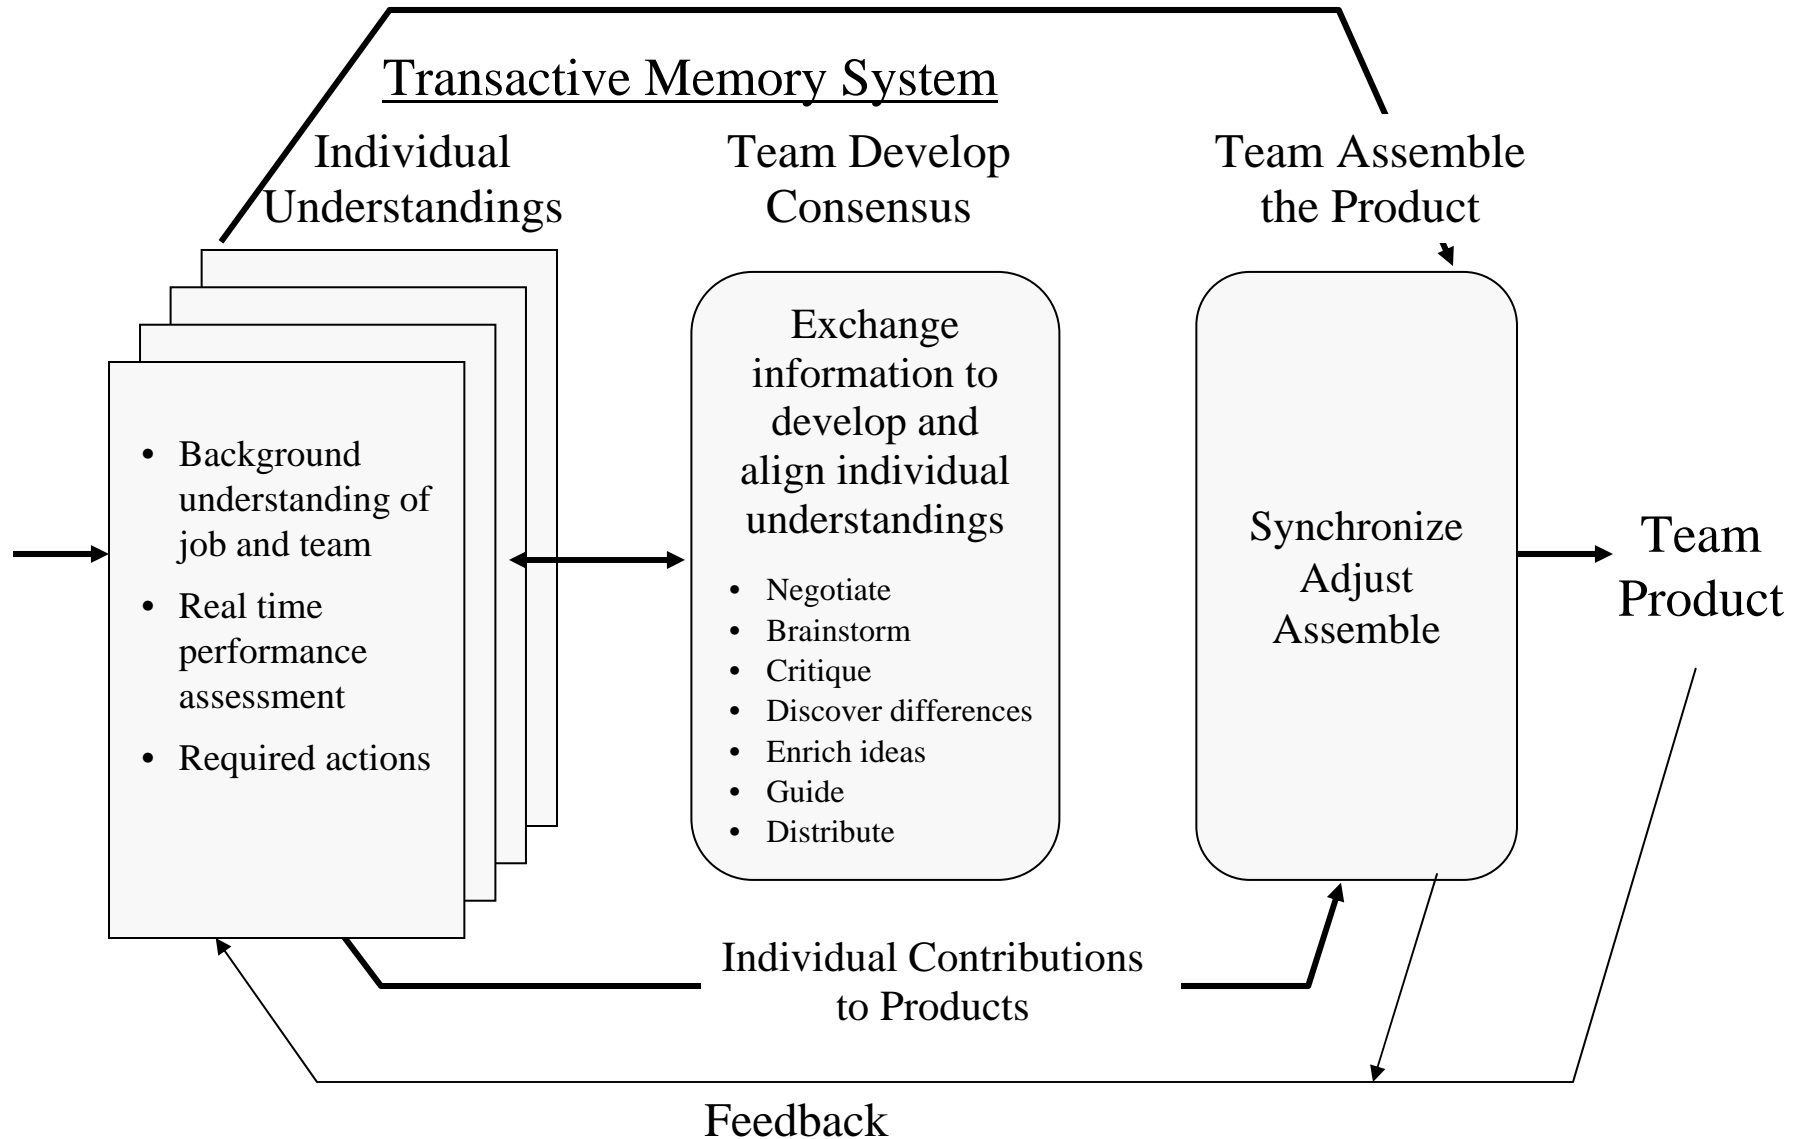 Transactive Memory System
Individual
Understandings
Team Develop
Consensus
Team Assemble
the Product
• Background
understanding of
job and team
• Real time
performance
assessment
• Required actions
Exchange
information to
develop and
align individual
understandings
• Negotiate
• Brainstorm
• Critique
• Discover differences
• Enrich ideas
• Guide
• Distribute
Synchronize
Adjust
Assemble
Team
Product
Individual Contributions
to Products
Feedback